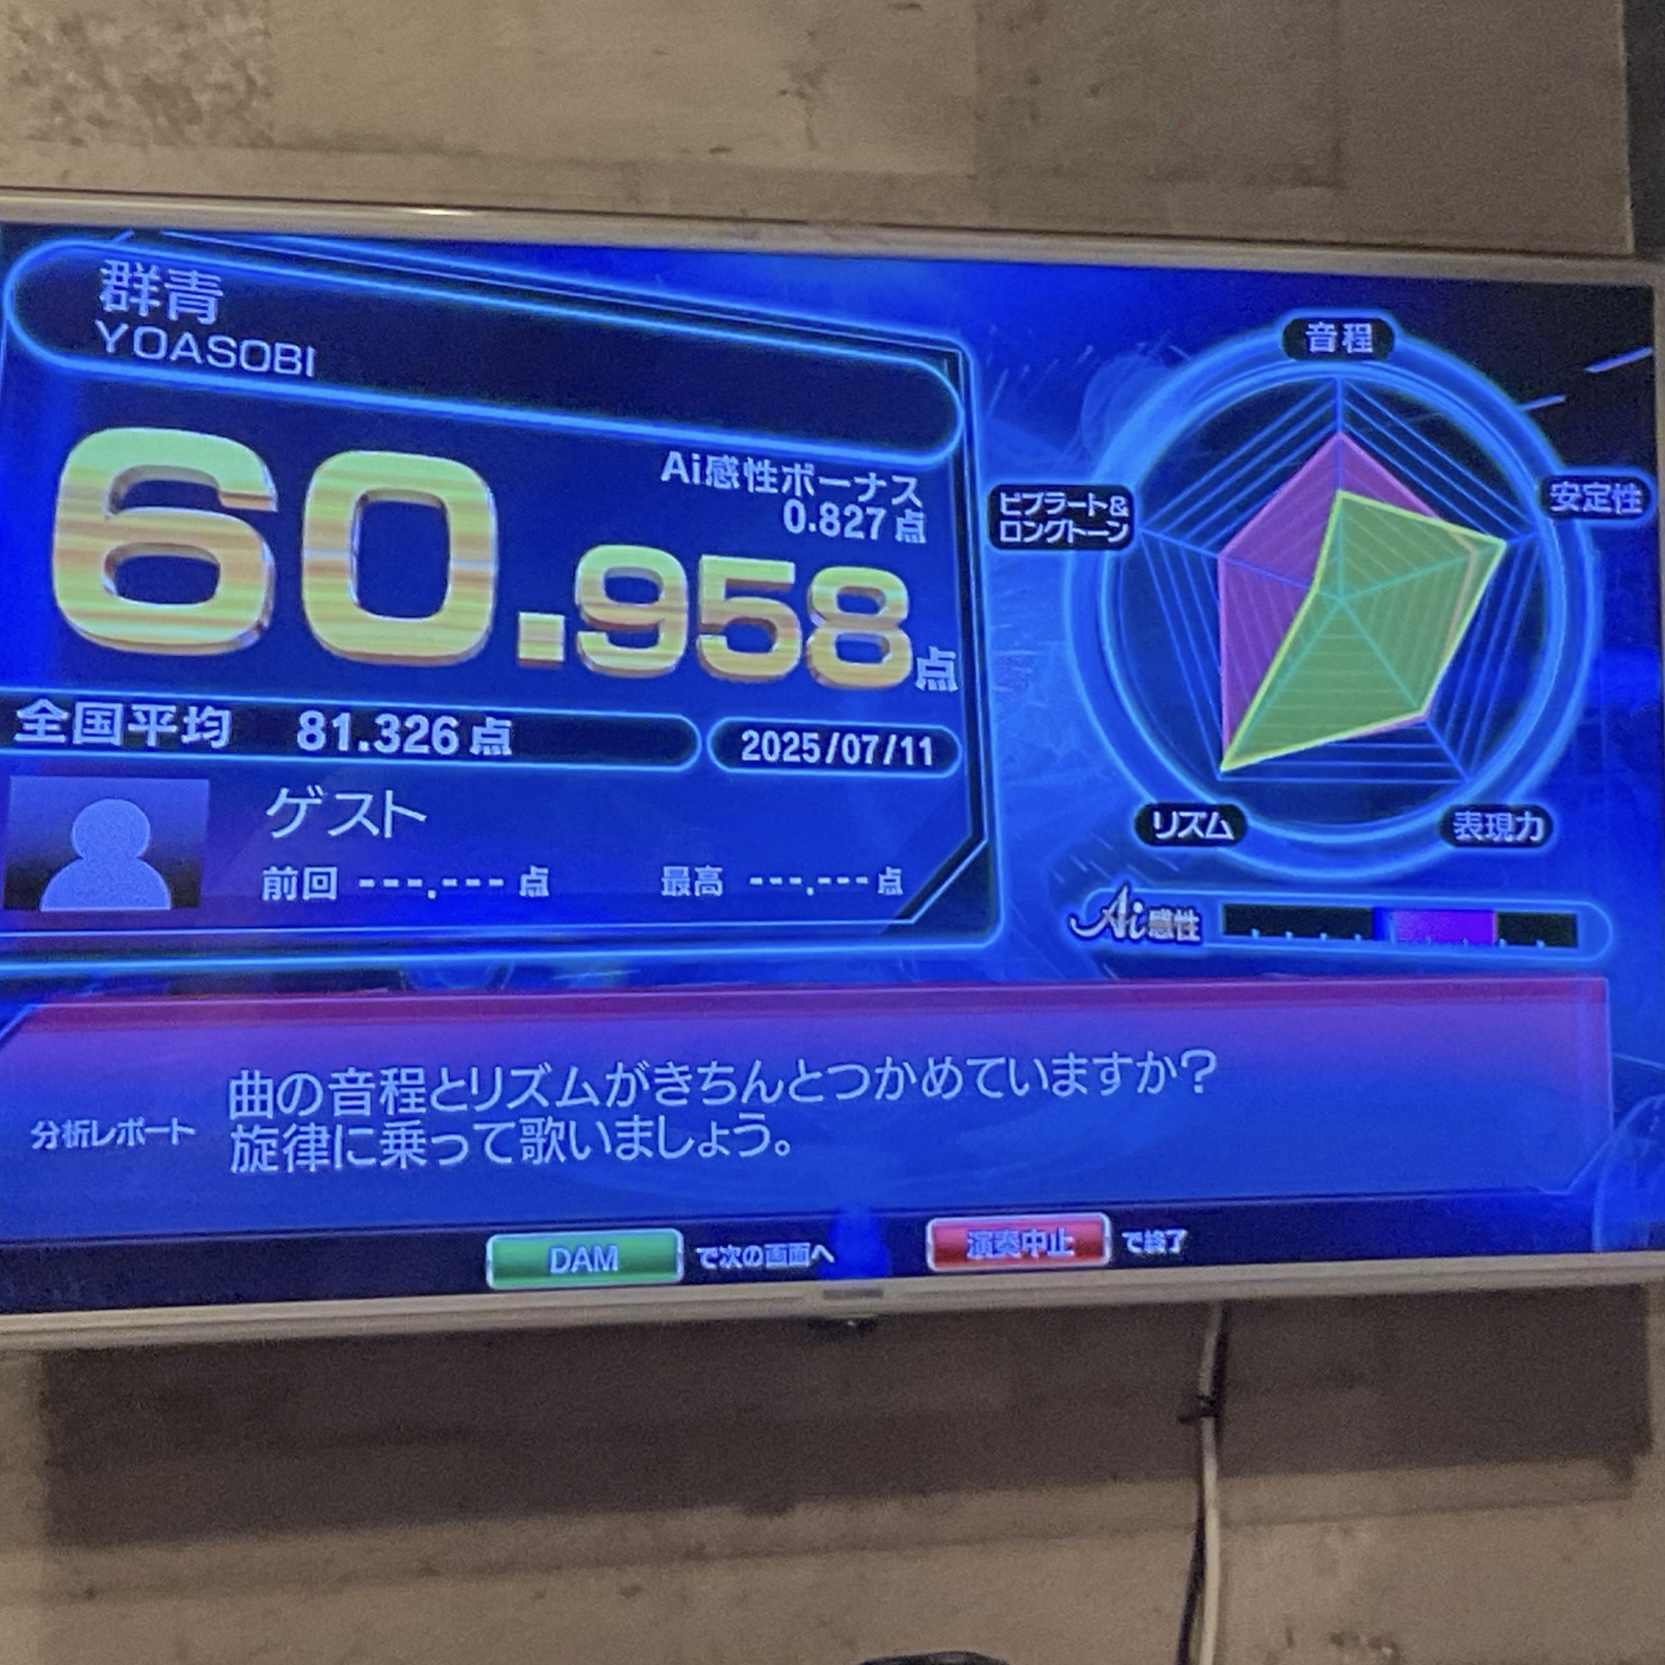 群青
YOASOBI
Ai感性ボーナス
0.827点
60.958点
全国平均 81.326点
2025/07/11
ゲスト
前回 ---.---点
最高 ---.---点
音程
ビブラート&
ロングトーン
安定性
リズム
表現力
Ai感性
分析レポート
曲の音程とリズムがきちんとつかめていますか?
旋律に乗って歌いましょう。
DAM で次の画面へ
演奏中止 で終了